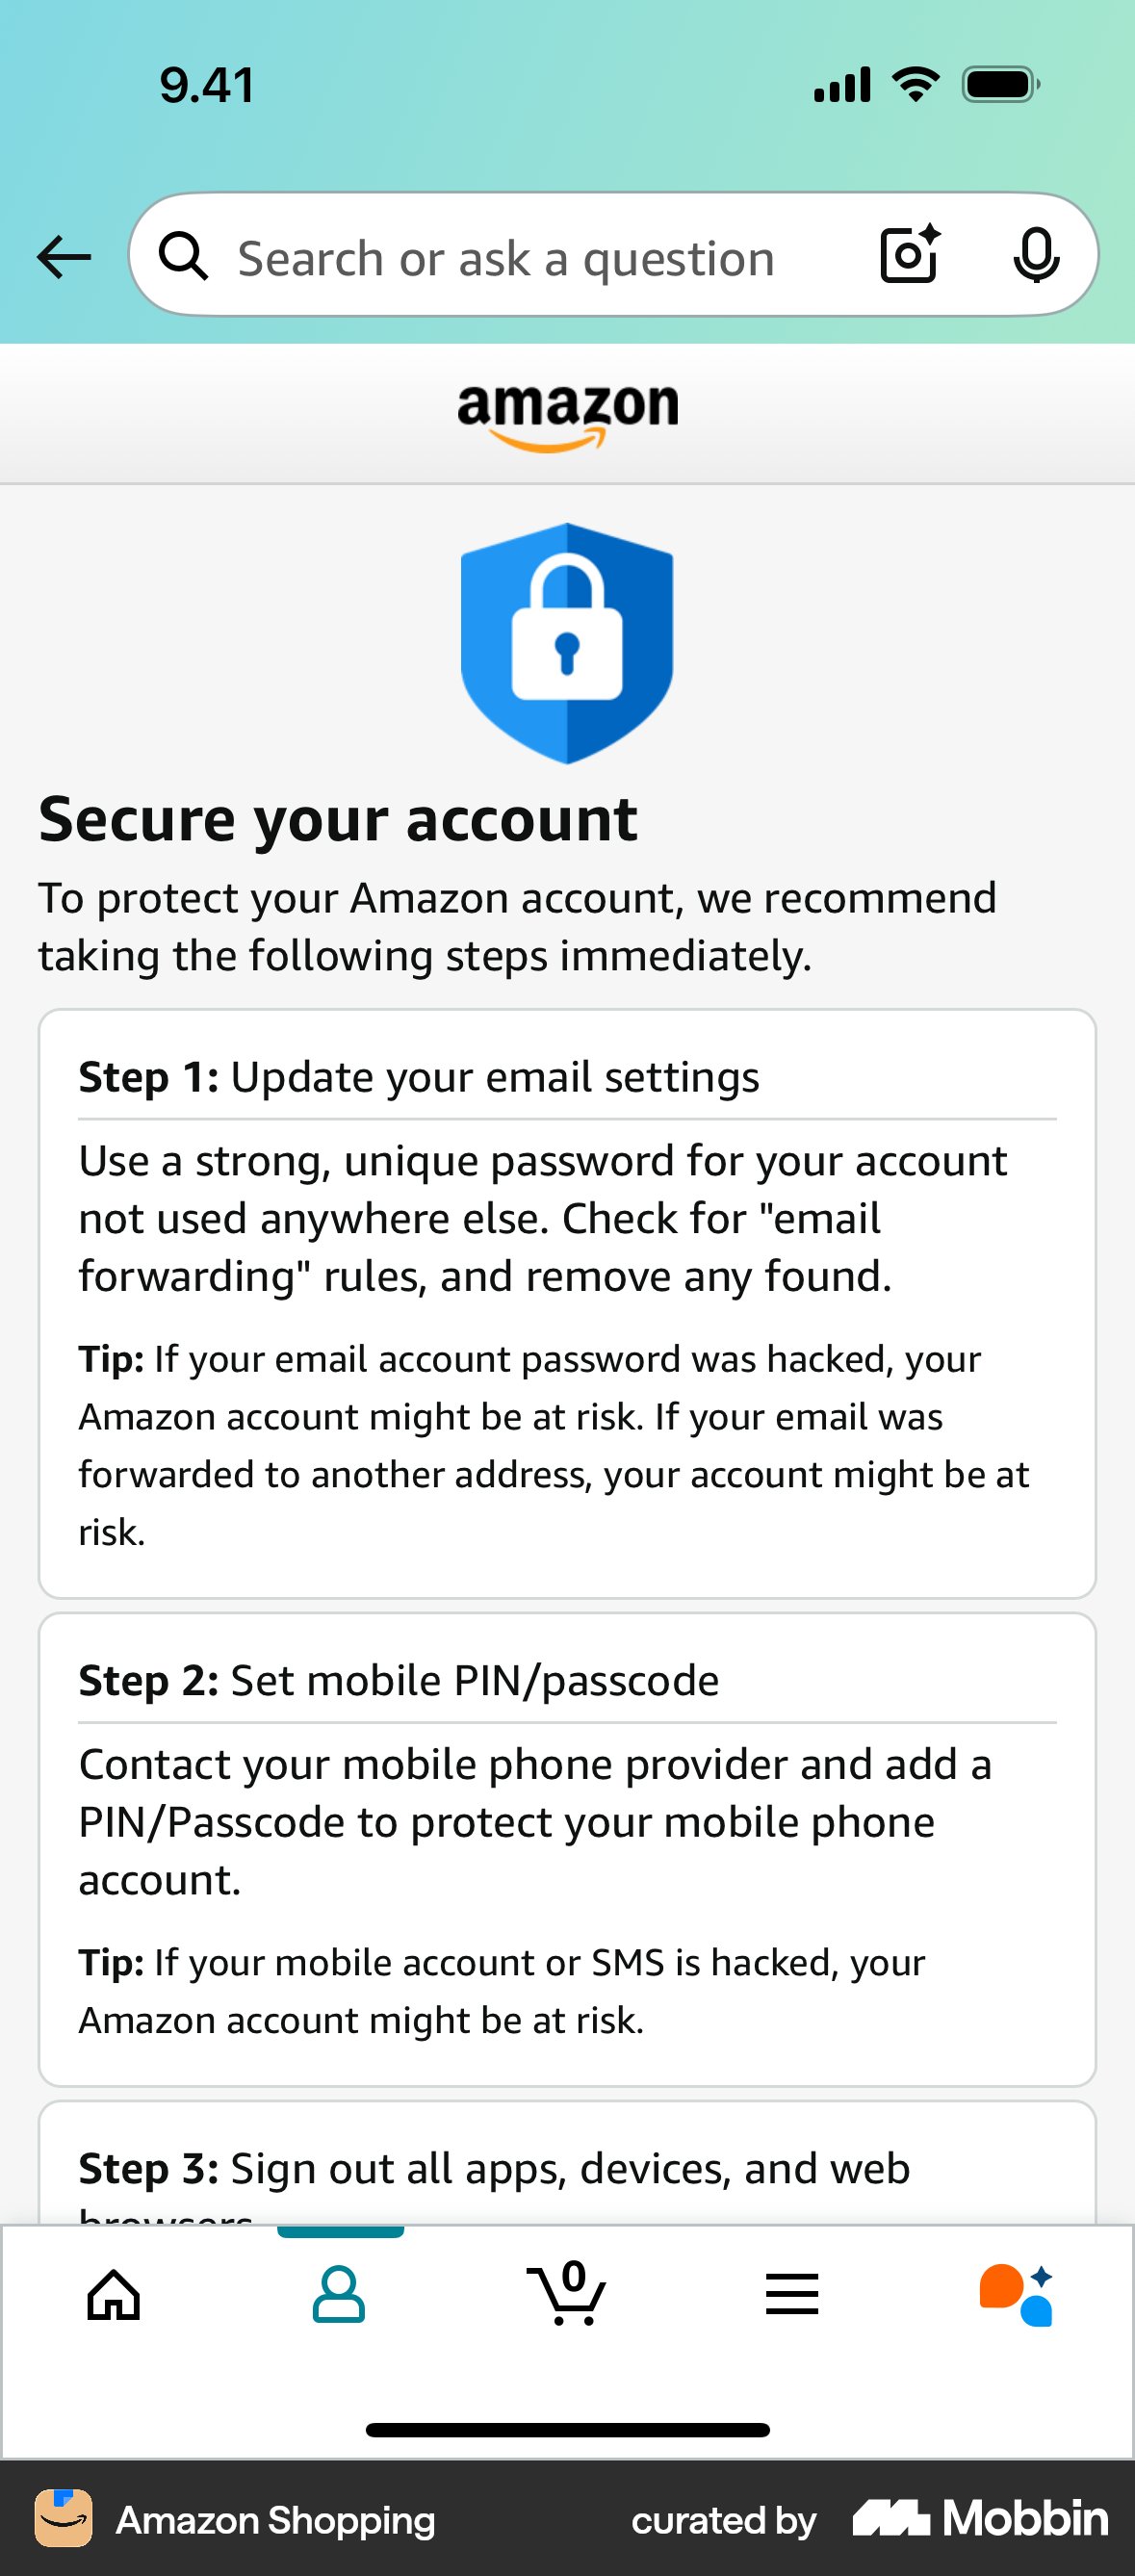 9.41
Search or ask a question
amazon
Secure your account
To protect your Amazon account, we recommend
taking the following steps immediately.
Step 1: Update your email settings
Use a strong, unique password for your account
not used anywhere else. Check for "email
forwarding" rules, and remove any found.
Tip: If your email account password was hacked, your
Amazon account might be at risk. If your email was
forwarded to another address, your account might be at
risk.
Step 2: Set mobile PIN/passcode
Contact your mobile phone provider and add a
PIN/Passcode to protect your mobile phone
account.
Tip: If your mobile account or SMS is hacked, your
Amazon account might be at risk.
Step 3: Sign out all apps, devices, and web
browsers
0
Amazon Shopping
curated by Mobbin